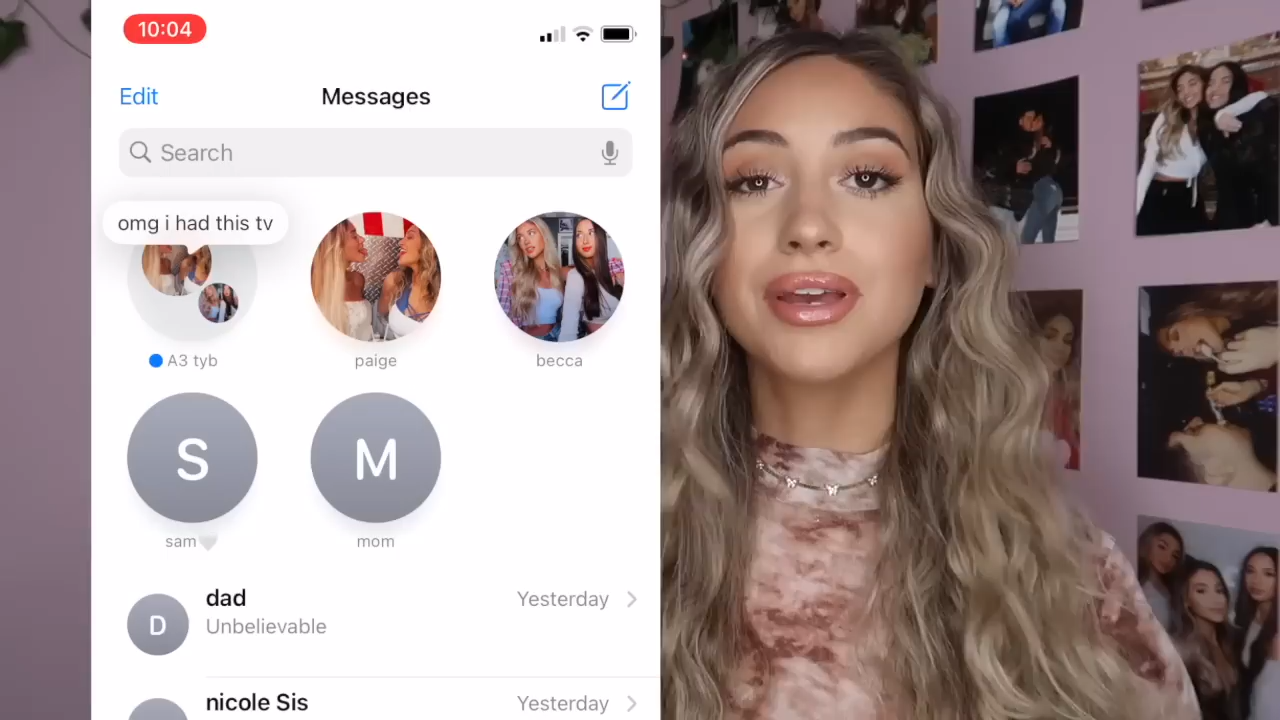 10:04
Edit
Messages
Search
omg i had this tv
A3 tyb
paige
becca
S
M
sam
mom
D
dad
Yesterday
Unbelievable
nicole Sis
Yesterday